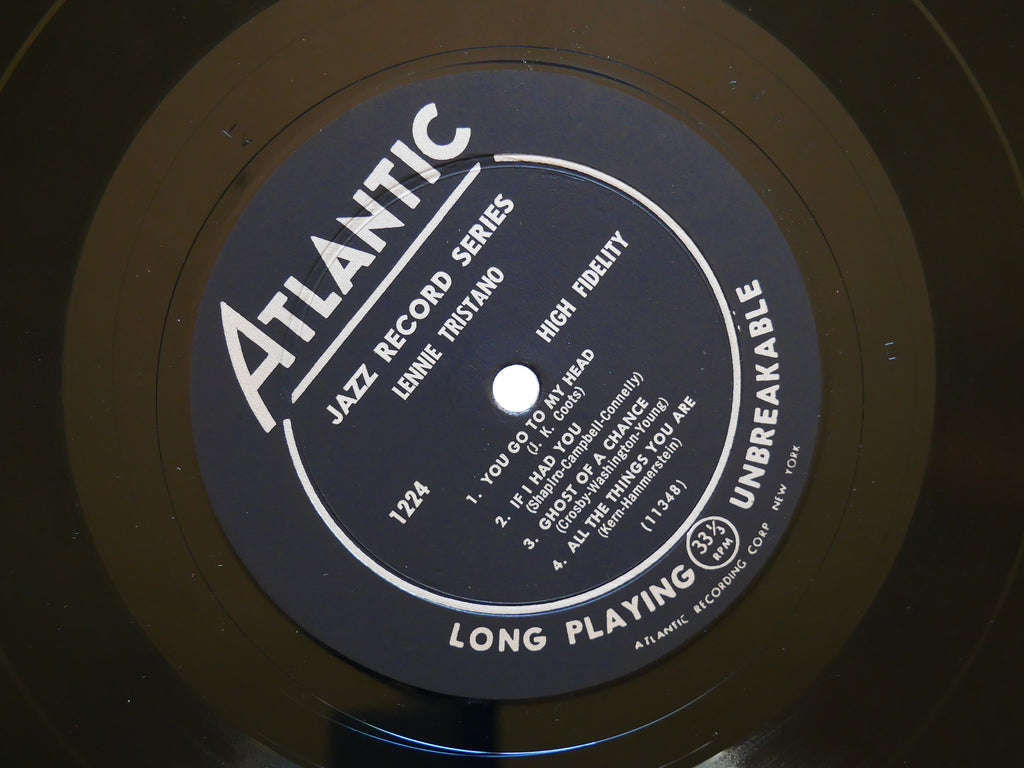 ATLANTIC
JAZZ RECORD SERIES
LENNIE TRISTANO
HIGH FIDELITY
1224
1. YOU GO TO MY HEAD
(J. K. Coots)
2. IF I HAD YOU
(Shapiro-Campbell-Connelly)
3. GHOST OF A CHANCE
(Crosby-Washington-Young)
4. ALL THE THINGS YOU ARE
(Kern-Hammerstein)
(11348)
LONG PLAYING 33⅓ RPM UNBREAKABLE
ATLANTIC RECORDING CORP NEW YORK